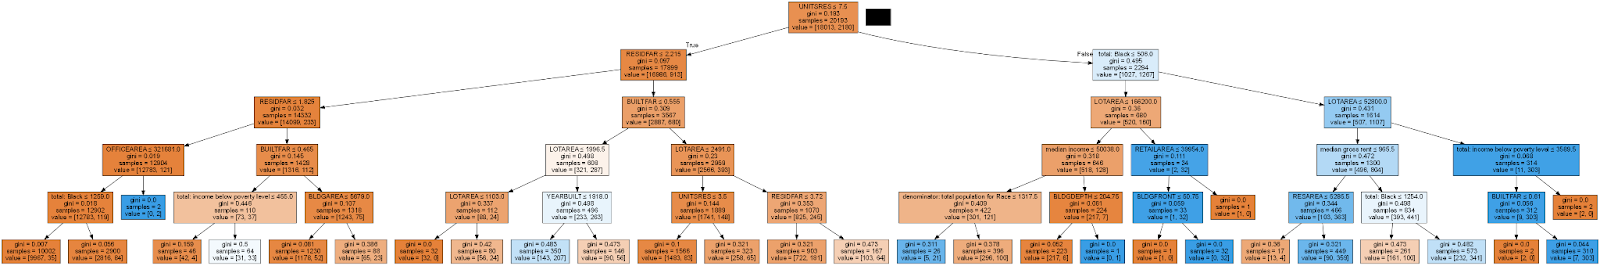 UNITSRES ≤ 7.5
gini = 0.193
samples = 20193
value = [18013, 2180]
True
False
RESIDFAR ≤ 2.215
gini = 0.097
samples = 17899
value = [16986, 913]
total: Black ≤ 508.0
gini = 0.495
samples = 2294
value = [1027, 1267]
RESIDFAR ≤ 1.825
gini = 0.032
samples = 14332
value = [14099, 233]
BUILTFAR ≤ 0.555
gini = 0.309
samples = 3567
value = [2887, 680]
LOTAREA ≤ 166200.0
gini = 0.36
samples = 680
value = [520, 160]
LOTAREA ≤ 52800.0
gini = 0.431
samples = 1614
value = [507, 1107]
OFFICEAREA ≤ 321681.0
gini = 0.019
samples = 12904
value = [12783, 121]
BUILTFAR ≤ 0.465
gini = 0.145
samples = 1428
value = [1316, 112]
LOTAREA ≤ 1996.5
gini = 0.498
samples = 608
value = [321, 287]
LOTAREA ≤ 2491.0
gini = 0.23
samples = 2959
value = [2566, 393]
median income ≤ 50038.0
gini = 0.318
samples = 646
value = [518, 128]
RETAILAREA ≤ 39954.0
gini = 0.111
samples = 34
value = [2, 32]
median gross rent ≤ 965.5
gini = 0.472
samples = 1300
value = [496, 804]
total: income below poverty level ≤ 3589.5
gini = 0.068
samples = 314
value = [11, 303]
total: Black ≤ 1259.0
gini = 0.018
samples = 12902
value = [12783, 119]
gini = 0.0
samples = 2
value = [0, 2]
total: income below poverty level ≤ 455.0
gini = 0.446
samples = 110
value = [73, 37]
BLDGAREA ≤ 5079.0
gini = 0.107
samples = 1318
value = [1243, 75]
LOTAREA ≤ 1103.0
gini = 0.337
samples = 112
value = [88, 24]
YEARBUILT ≤ 1918.0
gini = 0.498
samples = 496
value = [233, 263]
UNITSRES ≤ 3.5
gini = 0.144
samples = 1889
value = [1741, 148]
RESIDFAR ≤ 3.72
gini = 0.353
samples = 1070
value = [825, 245]
denominator: total population for Race ≤ 1317.5
gini = 0.409
samples = 422
value = [301, 121]
BLDGDEPTH ≤ 204.75
gini = 0.061
samples = 224
value = [217, 7]
BLDGFRONT ≤ 50.75
gini = 0.059
samples = 33
value = [1, 32]
gini = 0.0
samples = 1
value = [1, 0]
RESAREA ≤ 5285.5
gini = 0.344
samples = 466
value = [103, 363]
total: Black ≤ 1254.0
gini = 0.498
samples = 834
value = [393, 441]
BUILTFAR ≤ 0.61
gini = 0.056
samples = 312
value = [9, 303]
gini = 0.0
samples = 2
value = [2, 0]
gini = 0.007
samples = 10002
value = [9967, 35]
gini = 0.056
samples = 2900
value = [2816, 84]
gini = 0.159
samples = 46
value = [42, 4]
gini = 0.5
samples = 64
value = [31, 33]
gini = 0.081
samples = 1230
value = [1178, 52]
gini = 0.386
samples = 88
value = [65, 23]
gini = 0.0
samples = 32
value = [32, 0]
gini = 0.42
samples = 80
value = [56, 24]
gini = 0.483
samples = 350
value = [143, 207]
gini = 0.473
samples = 146
value = [90, 56]
gini = 0.1
samples = 1566
value = [1483, 83]
gini = 0.321
samples = 323
value = [258, 65]
gini = 0.321
samples = 903
value = [722, 181]
gini = 0.473
samples = 167
value = [103, 64]
gini = 0.311
samples = 26
value = [5, 21]
gini = 0.378
samples = 396
value = [296, 100]
gini = 0.052
samples = 223
value = [217, 6]
gini = 0.0
samples = 1
value = [0, 1]
gini = 0.0
samples = 1
value = [1, 0]
gini = 0.0
samples = 32
value = [0, 32]
gini = 0.36
samples = 17
value = [13, 4]
gini = 0.321
samples = 449
value = [90, 359]
gini = 0.473
samples = 261
value = [161, 100]
gini = 0.482
samples = 573
value = [232, 341]
gini = 0.0
samples = 2
value = [2, 0]
gini = 0.044
samples = 310
value = [7, 303]